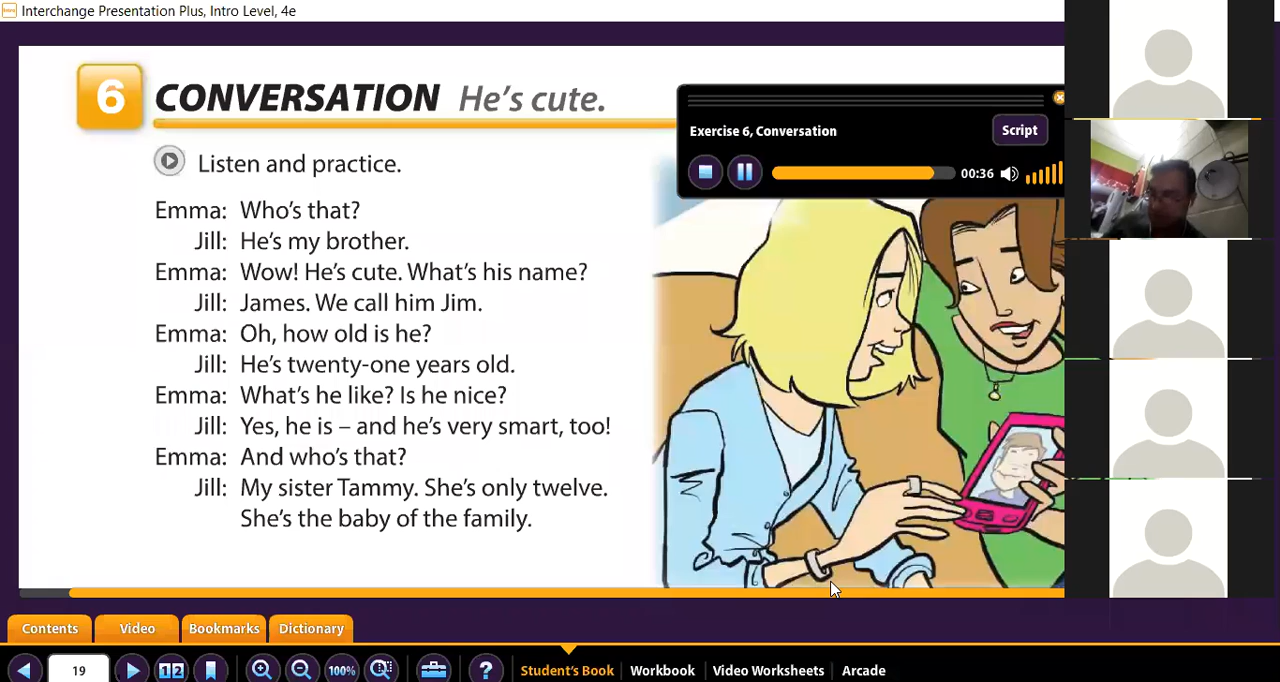 Interchange Presentation Plus, Intro Level, 4e
6 CONVERSATION He's cute.
Exercise 6, Conversation
Script
00:36
Listen and practice.
Emma: Who's that?
Jill: He's my brother.
Emma: Wow! He's cute. What's his name?
Jill: James. We call him Jim.
Emma: Oh, how old is he?
Jill: He's twenty-one years old.
Emma: What's he like? Is he nice?
Jill: Yes, he is – and he's very smart, too!
Emma: And who's that?
Jill: My sister Tammy. She's only twelve.
She's the baby of the family.
Contents Video Bookmarks Dictionary
19 1 2 100% ? Student's Book Workbook Video Worksheets Arcade